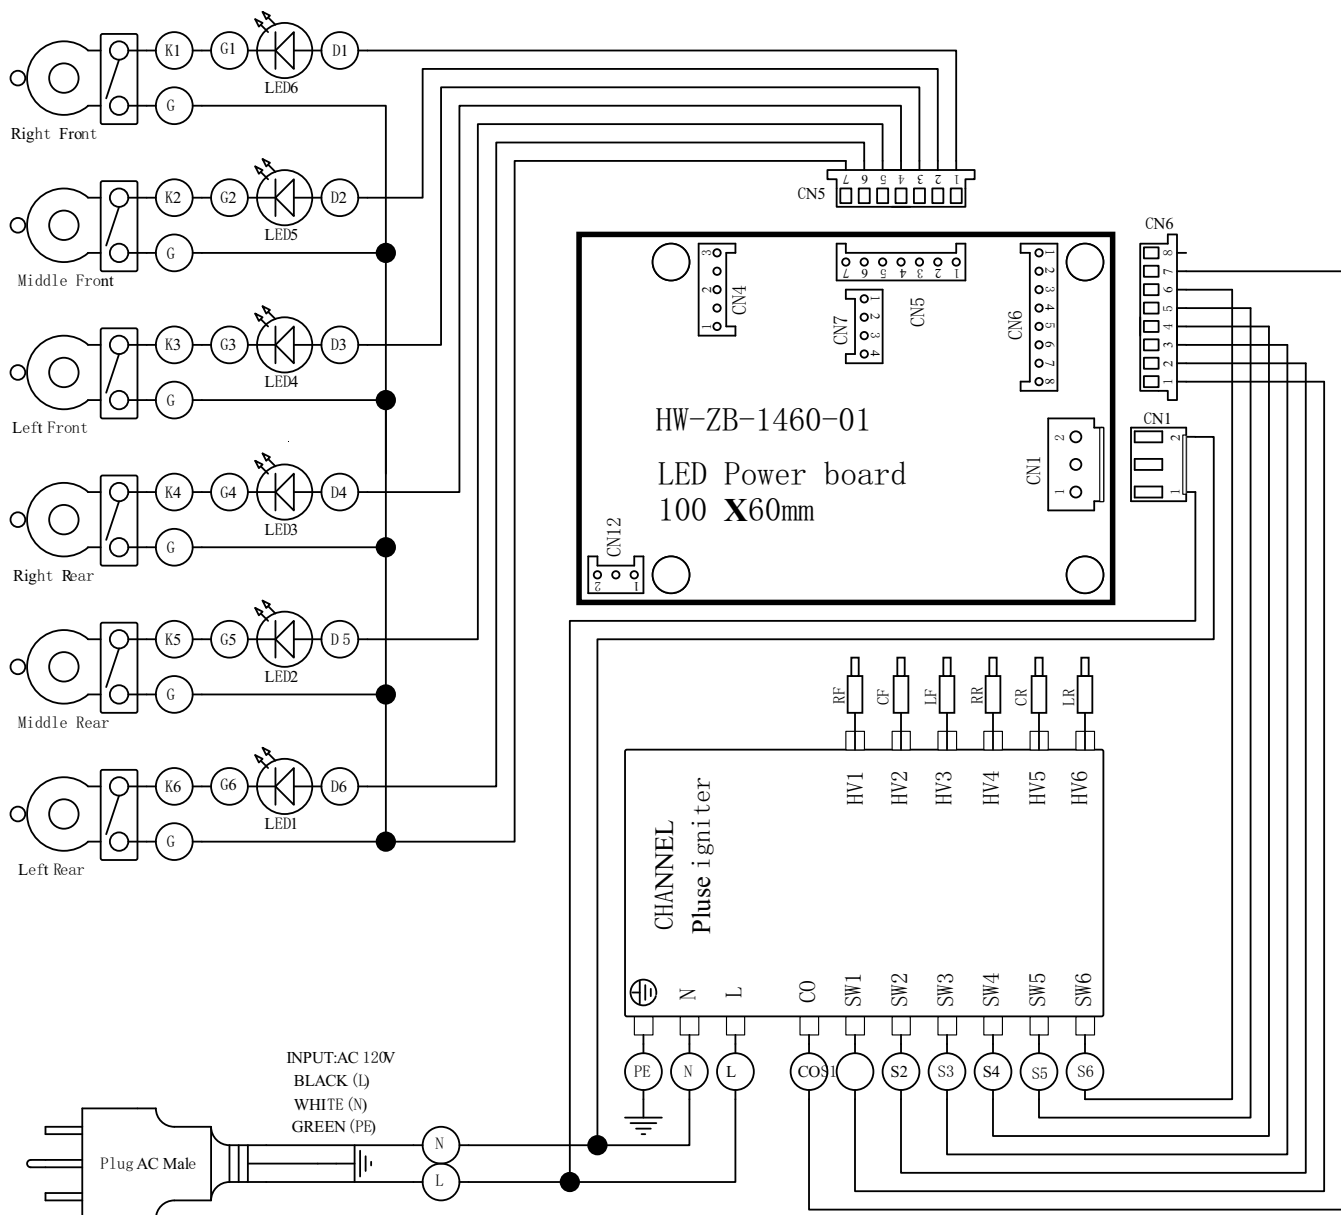 K1 G1 D1
LED6
G
Right Front
K2 G2 D2
LED5
G
Middle Front
K3 G3 D3
LED4
G
Left Front
K4 G4 D4
LED3
G
Right Rear
K5 G5 D5
LED2
G
Middle Rear
K6 G6 D6
LED1
G
Left Rear
7 6 5 4 3 2 1
CN5
CN6
8
7
6
5
4
3
2
1
CN1
2
1
3
2
1
CN4
7 6 5 4 3 2 1
CN5
1
2
3
4
CN7
1
2
3
4
5
6
7
8
CN6
HW-ZB-1460-01
LED Power board
100 X60mm
2
1
CN1
CN12
2 1
RF CF LF RR CR LR
HV1 HV2 HV3 HV4 HV5 HV6
CHANNEL
Pluse igniter
N L CO SW1 SW2 SW3 SW4 SW5 SW6
PE N L COS1 S2 S3 S4 S5 S6
INPUT:AC 120V
BLACK (L)
WHITE (N)
GREEN (PE)
Plug AC Male
N
L